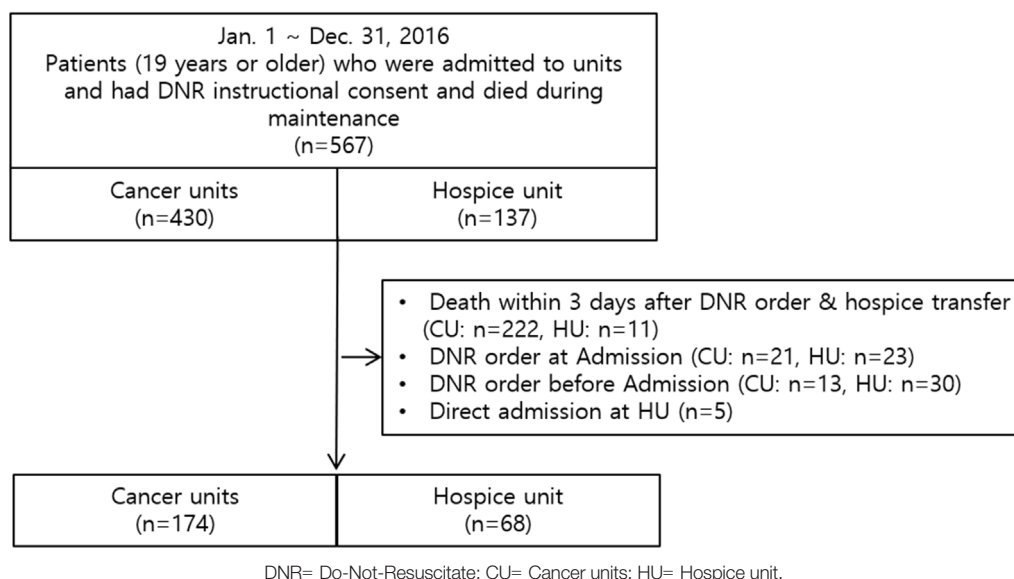 Jan. 1 ~ Dec. 31, 2016
Patients (19 years or older) who were admitted to units
and had DNR instructional consent and died during
maintenance
(n=567)
Cancer units
(n=430)
Hospice unit
(n=137)
• Death within 3 days after DNR order & hospice transfer
(CU: n=222, HU: n=11)
• DNR order at Admission (CU: n=21, HU: n=23)
• DNR order before Admission (CU: n=13, HU: n=30)
• Direct admission at HU (n=5)
Cancer units
(n=174)
Hospice unit
(n=68)
DNR= Do-Not-Resuscitate; CU= Cancer units; HU= Hospice unit.